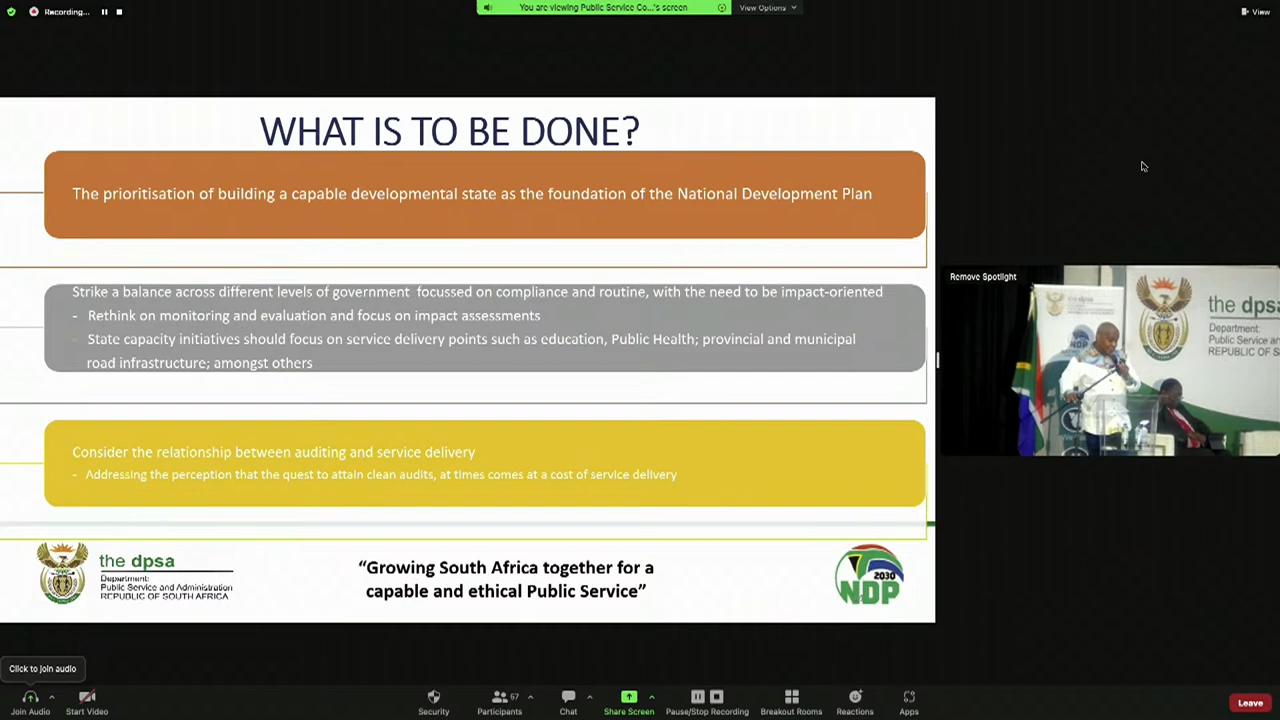 Recording...
You are viewing Public Service Co...'s screen
View Options
View
WHAT IS TO BE DONE?
The prioritisation of building a capable developmental state as the foundation of the National Development Plan
Strike a balance across different levels of government focussed on compliance and routine, with the need to be impact-oriented
- Rethink on monitoring and evaluation and focus on impact assessments
- State capacity initiatives should focus on service delivery points such as education, Public Health; provincial and municipal
road infrastructure; amongst others
Consider the relationship between auditing and service delivery
- Addressing the perception that the quest to attain clean audits, at times comes at a cost of service delivery
the dpsa
Department:
Public Service and Administration
REPUBLIC OF SOUTH AFRICA
“Growing South Africa together for a
capable and ethical Public Service”
2030
NDP
Remove Spotlight
the dpsa
the dpsa
Department:
Public Service and
REPUBLIC OF S
Click to join audio
Join Audio
Start Video
Security
67
Participants
Chat
Share Screen
Pause/Stop Recording
Breakout Rooms
Reactions
Apps
Leave